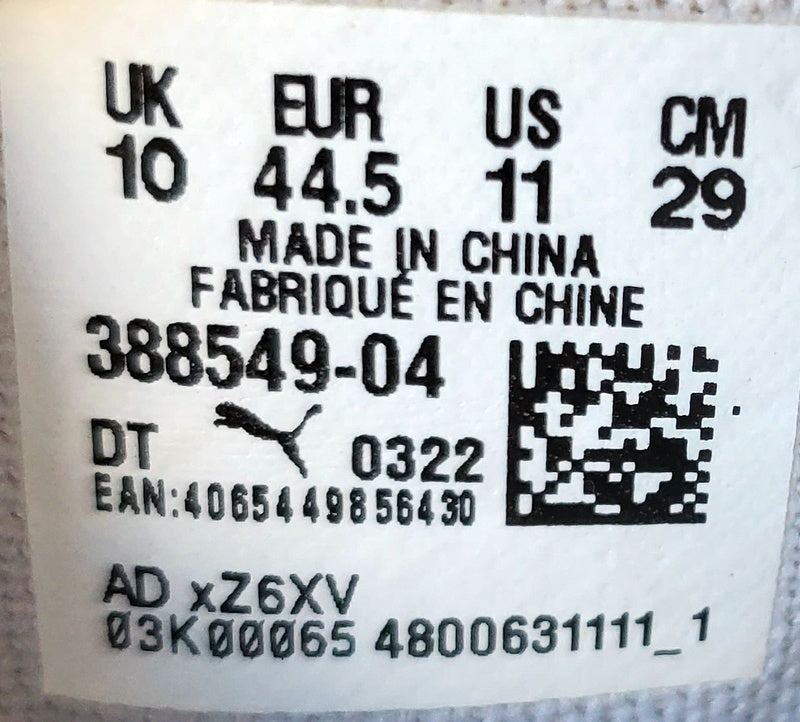 UK EUR US CM
10 44.5 11 29
MADE IN CHINA
FABRIQUÉ EN CHINE
388549-04
DT 0322
EAN:4065449856430
AD xZ6XV
03K00065 4800631111_1